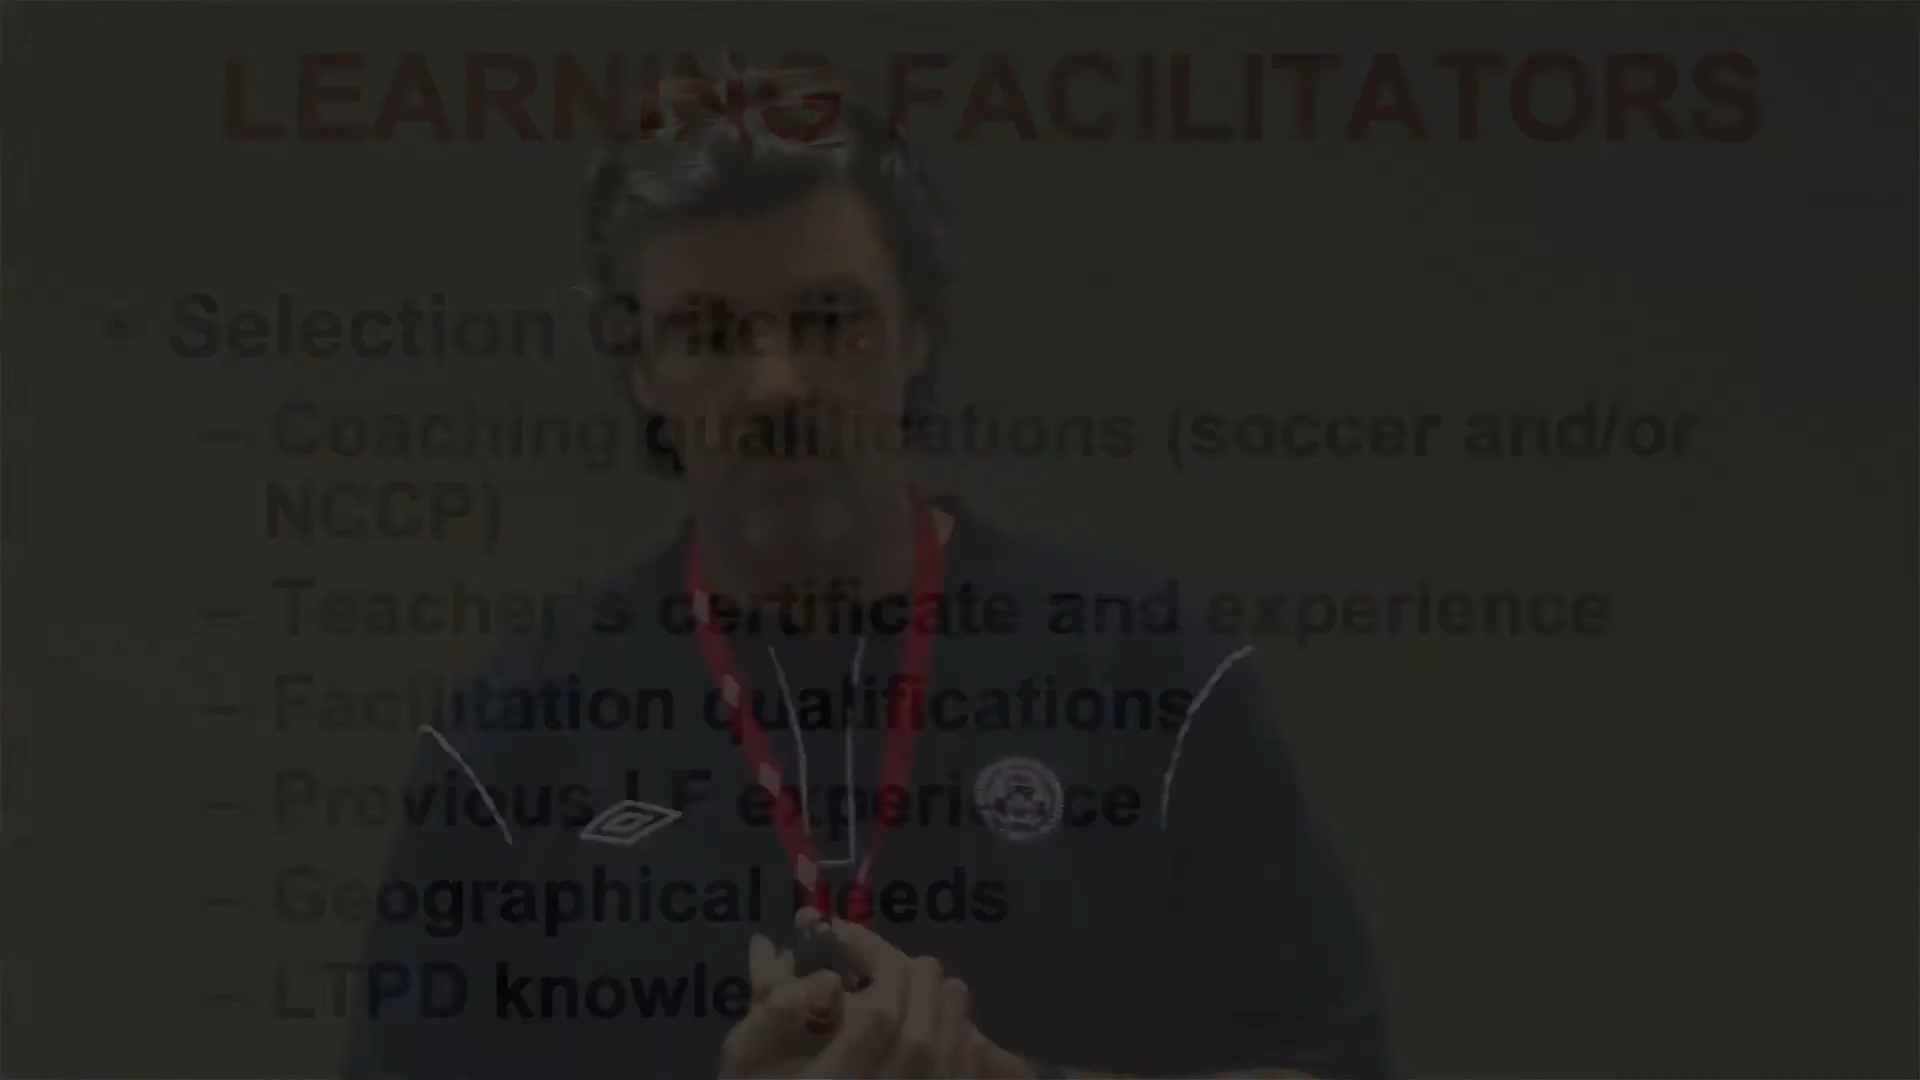 LEARNING FACILITATORS
• Selection Criteria
– Coaching qualifications (soccer and/or
NCCP)
– Teacher's certificate and experience
– Facilitation qualifications
– Previous LF experience
– Geographical needs
– LTPD knowle